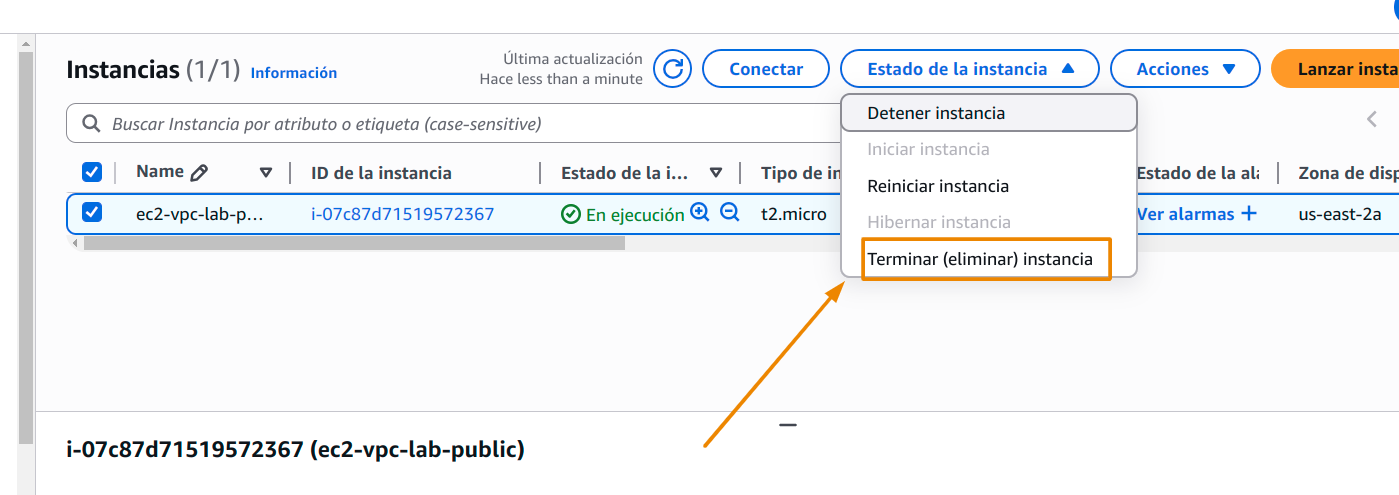 Última actualización
Instancias (1/1) Información
Hace less than a minute
Conectar
Estado de la instancia
Acciones
Lanzar insta
Buscar Instancia por atributo o etiqueta (case-sensitive)
Detener instancia
Iniciar instancia
Reiniciar instancia
Hibernar instancia
Terminar (eliminar) instancia
Name ID de la instancia Estado de la i... Tipo de in Estado de la ala Zona de disp
ec2-vpc-lab-p... i-07c87d71519572367 En ejecución t2.micro Ver alarmas + us-east-2a
i-07c87d71519572367 (ec2-vpc-lab-public)